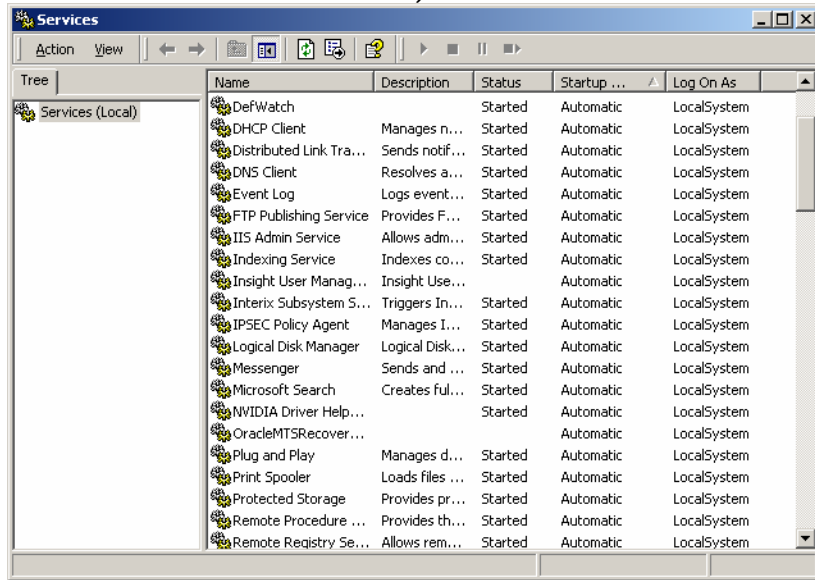 Services
Action View
Tree
Services (Local)
Name Description Status Startup ... Log On As
DefWatch Started Automatic LocalSystem
DHCP Client Manages n... Started Automatic LocalSystem
Distributed Link Tra... Sends notif... Started Automatic LocalSystem
DNS Client Resolves a... Started Automatic LocalSystem
Event Log Logs event... Started Automatic LocalSystem
FTP Publishing Service Provides F... Started Automatic LocalSystem
IIS Admin Service Allows adm... Started Automatic LocalSystem
Indexing Service Indexes co... Started Automatic LocalSystem
Insight User Manag... Insight Use... Automatic LocalSystem
Interix Subsystem S... Triggers In... Started Automatic LocalSystem
IPSEC Policy Agent Manages I... Started Automatic LocalSystem
Logical Disk Manager Logical Disk... Started Automatic LocalSystem
Messenger Sends and ... Started Automatic LocalSystem
Microsoft Search Creates ful... Started Automatic LocalSystem
NVIDIA Driver Help... Started Automatic LocalSystem
OracleMTSRecover... Automatic LocalSystem
Plug and Play Manages d... Started Automatic LocalSystem
Print Spooler Loads files ... Started Automatic LocalSystem
Protected Storage Provides pr... Started Automatic LocalSystem
Remote Procedure ... Provides th... Started Automatic LocalSystem
Remote Registry Se... Allows rem... Started Automatic LocalSystem